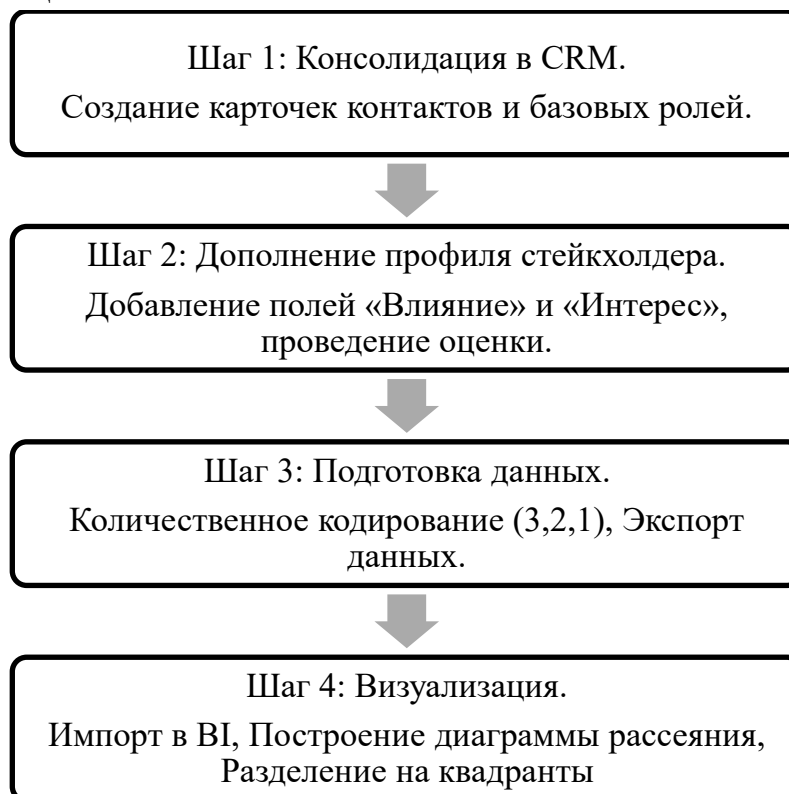 Шаг 1: Консолидация в CRM.
Создание карточек контактов и базовых ролей.
Шаг 2: Дополнение профиля стейкхолдера.
Добавление полей «Влияние» и «Интерес»,
проведение оценки.
Шаг 3: Подготовка данных.
Количественное кодирование (3,2,1), Экспорт
данных.
Шаг 4: Визуализация.
Импорт в BI, Построение диаграммы рассеяния,
Разделение на квадранты